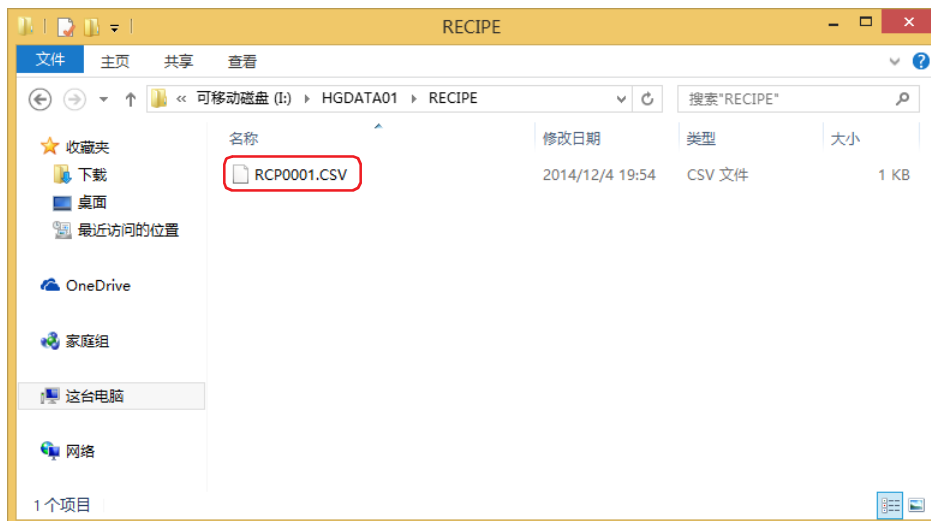 RECIPE
文件 主页 共享 查看
« 可移动磁盘 (I:) HGDATA01 RECIPE 搜索"RECIPE"
名称 修改日期 类型 大小
RCP0001.CSV 2014/12/4 19:54 CSV 文件 1 KB
收藏夹
下载
桌面
最近访问的位置
OneDrive
家庭组
这台电脑
网络
1 个项目